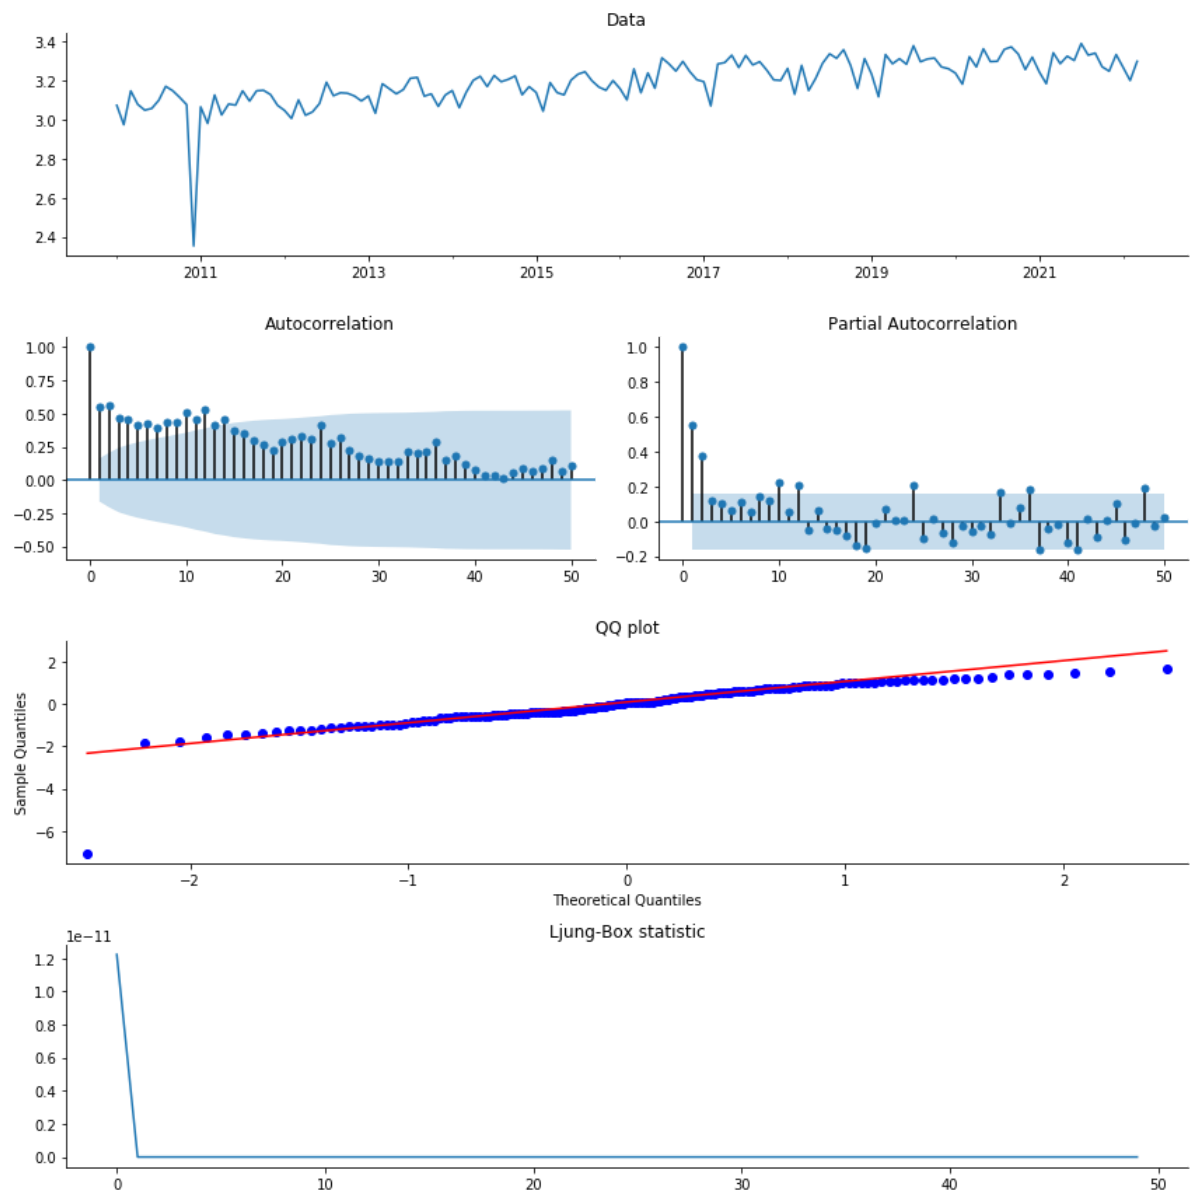 Data
3.4
3.2
3.0
2.8
2.6
2.4
2011 2013 2015 2017 2019 2021
Autocorrelation
1.00
0.75
0.50
0.25
0.00
−0.25
−0.50
0 10 20 30 40 50
Partial Autocorrelation
1.0
0.8
0.6
0.4
0.2
0.0
−0.2
0 10 20 30 40 50
QQ plot
Sample Quantiles
2
0
−2
−4
−6
−2 −1 0 1 2
Theoretical Quantiles
Ljung-Box statistic
1e−11
1.2
1.0
0.8
0.6
0.4
0.2
0.0
0 10 20 30 40 50